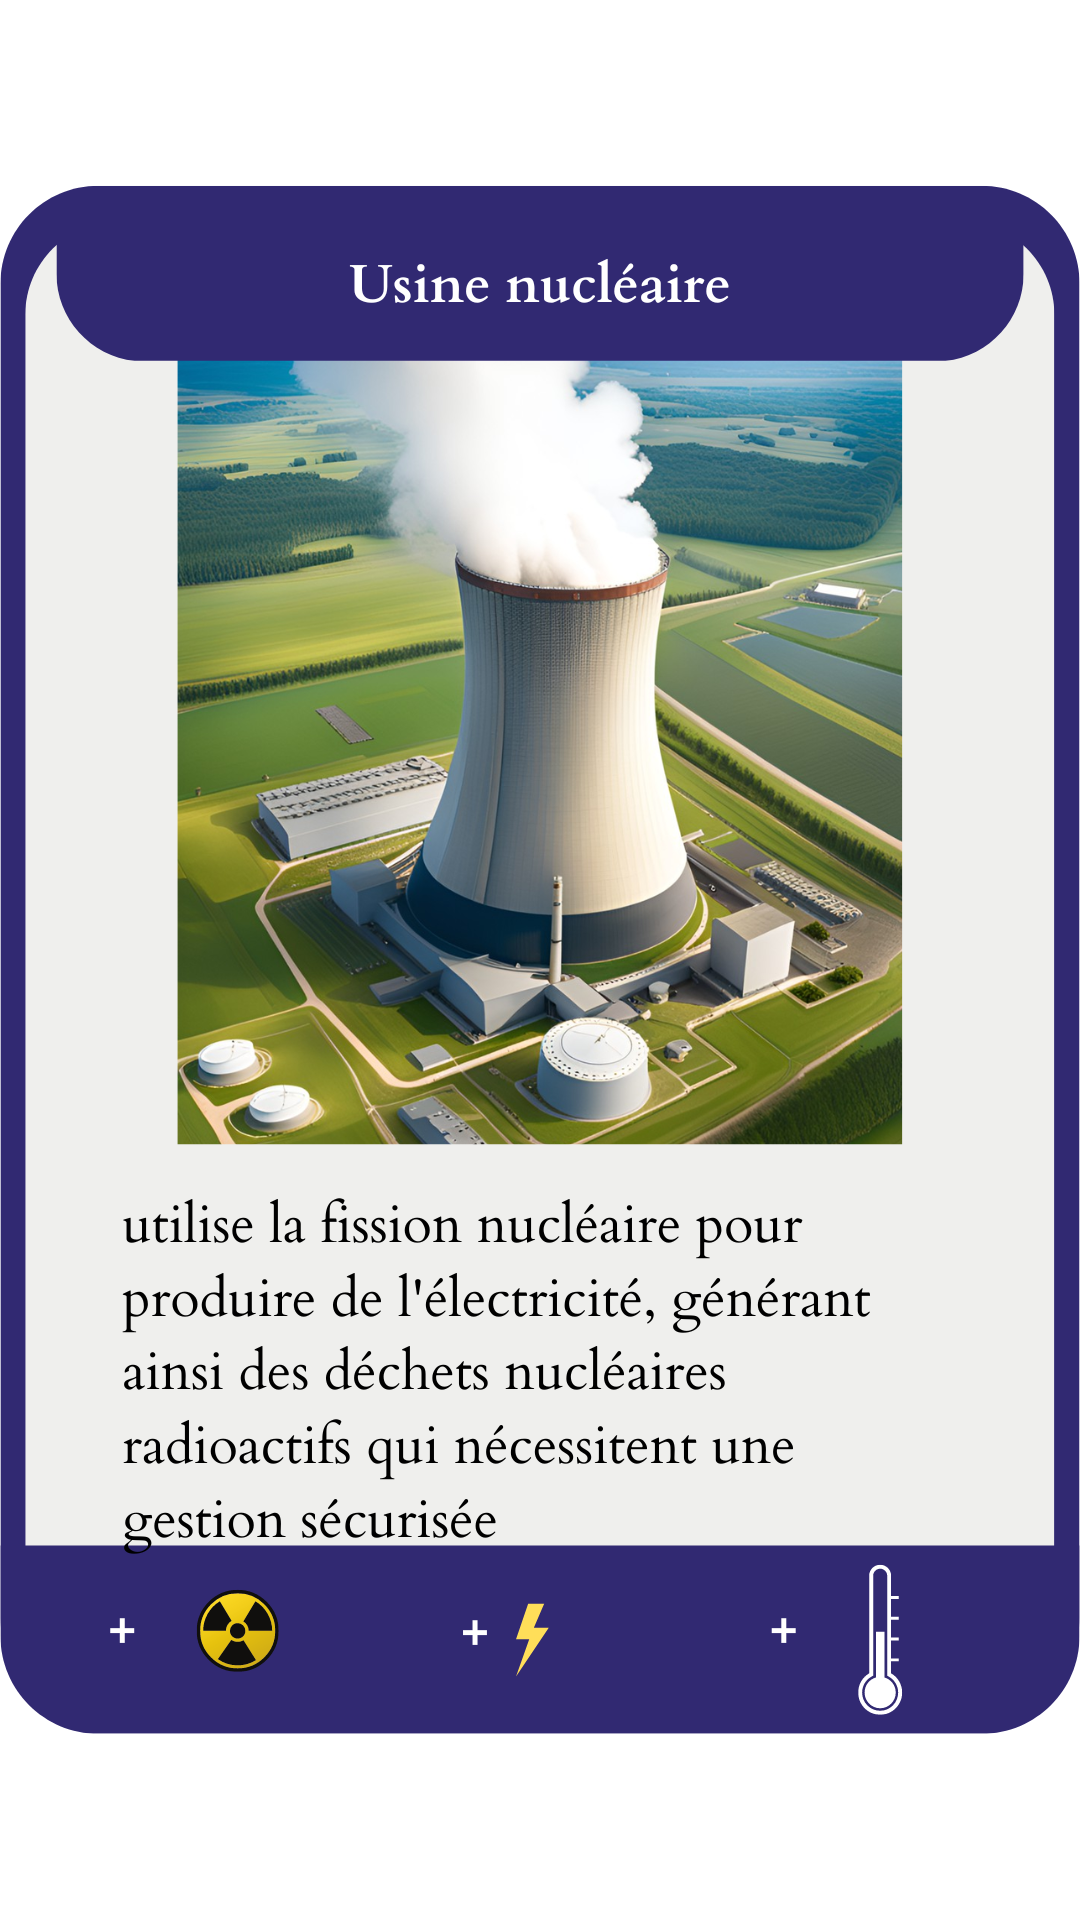 Usine nucléaire
utilise la fission nucléaire pour
produire de l'électricité, générant
ainsi des déchets nucléaires
radioactifs qui nécessitent une
gestion sécurisée
+ + +